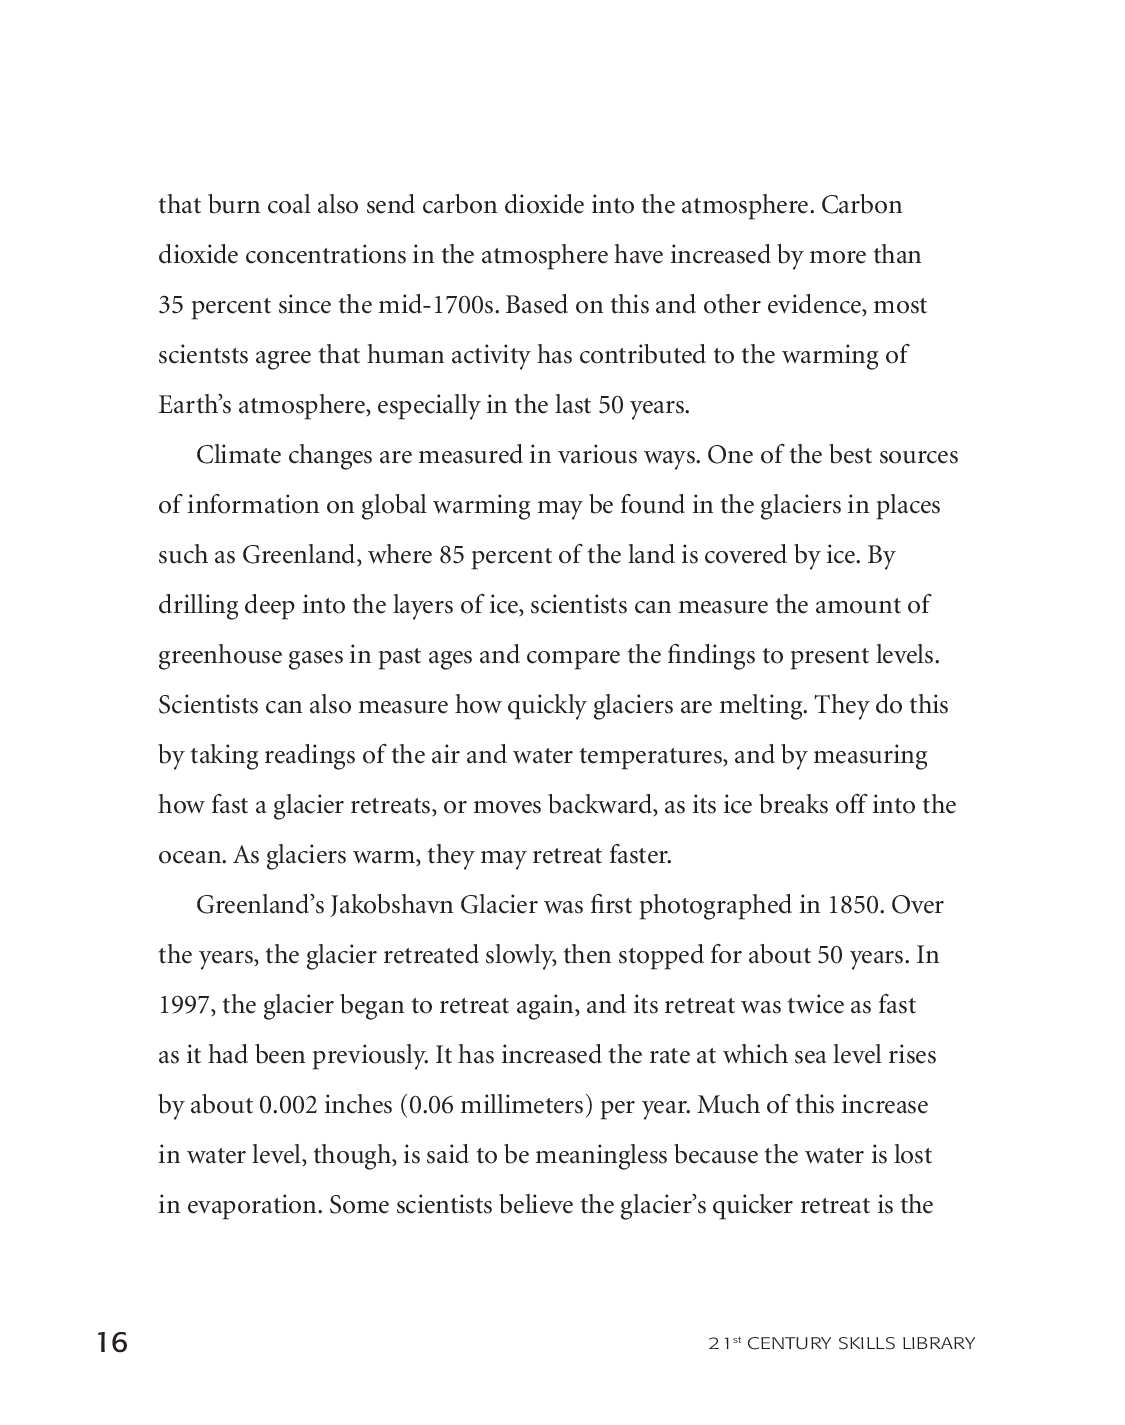 that burn coal also send carbon dioxide into the atmosphere. Carbon
dioxide concentrations in the atmosphere have increased by more than
35 percent since the mid-1700s. Based on this and other evidence, most
scientsts agree that human activity has contributed to the warming of
Earth’s atmosphere, especially in the last 50 years.
Climate changes are measured in various ways. One of the best sources
of information on global warming may be found in the glaciers in places
such as Greenland, where 85 percent of the land is covered by ice. By
drilling deep into the layers of ice, scientists can measure the amount of
greenhouse gases in past ages and compare the findings to present levels.
Scientists can also measure how quickly glaciers are melting. They do this
by taking readings of the air and water temperatures, and by measuring
how fast a glacier retreats, or moves backward, as its ice breaks off into the
ocean. As glaciers warm, they may retreat faster.
Greenland’s Jakobshavn Glacier was first photographed in 1850. Over
the years, the glacier retreated slowly, then stopped for about 50 years. In
1997, the glacier began to retreat again, and its retreat was twice as fast
as it had been previously. It has increased the rate at which sea level rises
by about 0.002 inches (0.06 millimeters) per year. Much of this increase
in water level, though, is said to be meaningless because the water is lost
in evaporation. Some scientists believe the glacier’s quicker retreat is the
16 21st CENTURY SKILLS LIBRARY